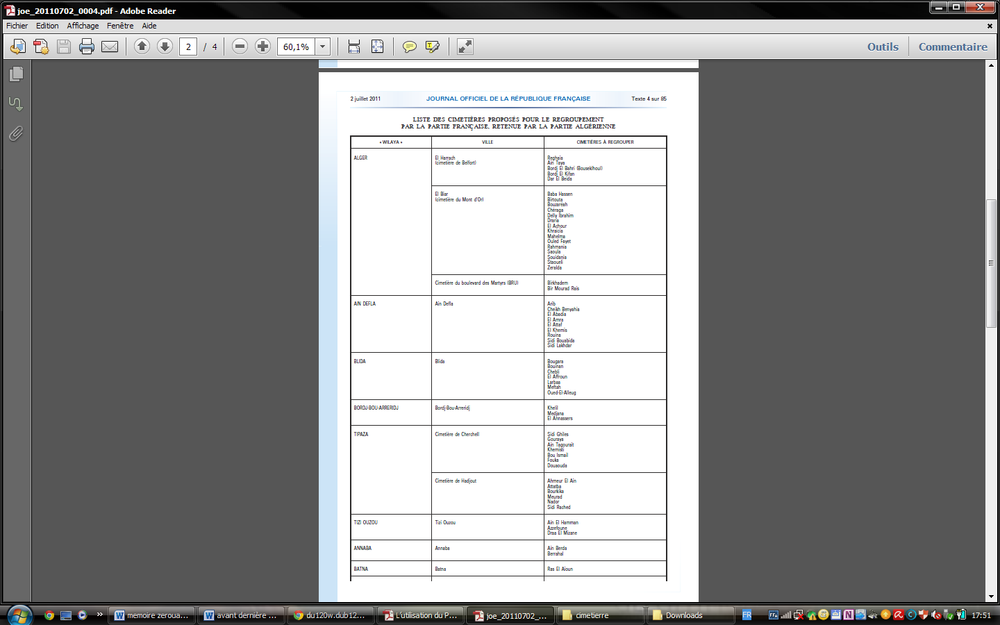 joe_20110702_0004.pdf - Adobe Reader
Fichier Edition Affichage Fenêtre Aide
2 / 4 60,1% Outils Commentaire
2 juillet 2011 JOURNAL OFFICIEL DE LA RÉPUBLIQUE FRANÇAISE Texte 4 sur 85
LISTE DES CIMETIÈRES PROPOSÉS POUR LE REGROUPEMENT
PAR LA PARTIE FRANÇAISE, RETENUE PAR LA PARTIE ALGÉRIENNE
« WILAYA » VILLE CIMETIÈRES À REGROUPER
ALGER El Harrach Reghaïa
(cimetière de Belfort) Ain Taya
Bordj El Bahri (Bouseklhoul)
Bordj El Kifan
Dar El Beida
El Biar Baba Hassen
(cimetière du Mont d'Or) Birtouta
Bouzaréah
Chéraga
Delly Ibrahim
Draria
El Achour
Khraicia
Mahelma
Ouled Fayet
Rahmania
Saoula
Souidania
Staoueli
Zeralda
Cimetière du boulevard des Martyrs (BRU) Birkhadem
Bir Mourad Rais
AIN DEFLA Ain Defla Arib
Cheikh Benyahia
El Abadia
El Amra
El Attaf
El Khemis
Rouina
Sidi Bouabida
Sidi Lakhdar
BLIDA Blida Bougara
Bouinan
Chebli
El Affroun
Larbaa
Meftah
Oued-El-Alleug
BORDJ-BOU-ARRERIDJ Bordj-Bou-Arreridj Khelil
Medjana
El Annassers
TIPAZA Cimetière de Cherchell Sidi Ghiles
Gouraya
Ain Tagourait
Khemisti
Bou Ismail
Fouka
Douaouda
Cimetière de Hadjout Ahmeur El Ain
Attatba
Bourkika
Meurad
Nador
Sidi Rached
TIZI OUZOU Tizi Ouzou Ain El Hamman
Azzefoune
Draa El Mizane
ANNABA Annaba Ain Berda
Berrahal
BATNA Batna Ras El Aioun
memoire zeroua... avant dernière ... du120w.dub12... L'utilisation du P... joe_20110702_... cimetierre Downloads FR 17:51